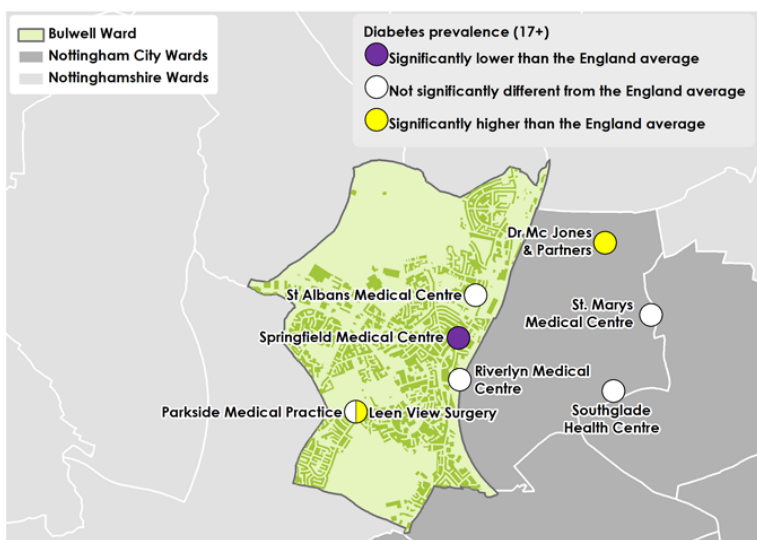 Bulwell Ward
Nottingham City Wards
Nottinghamshire Wards
Diabetes prevalence (17+)
Significantly lower than the England average
Not significantly different from the England average
Significantly higher than the England average
Dr Mc Jones
& Partners
St Albans Medical Centre
St. Marys
Medical Centre
Springfield Medical Centre
Riverlyn Medical
Centre
Parkside Medical Practice
Leen View Surgery
Southglade
Health Centre